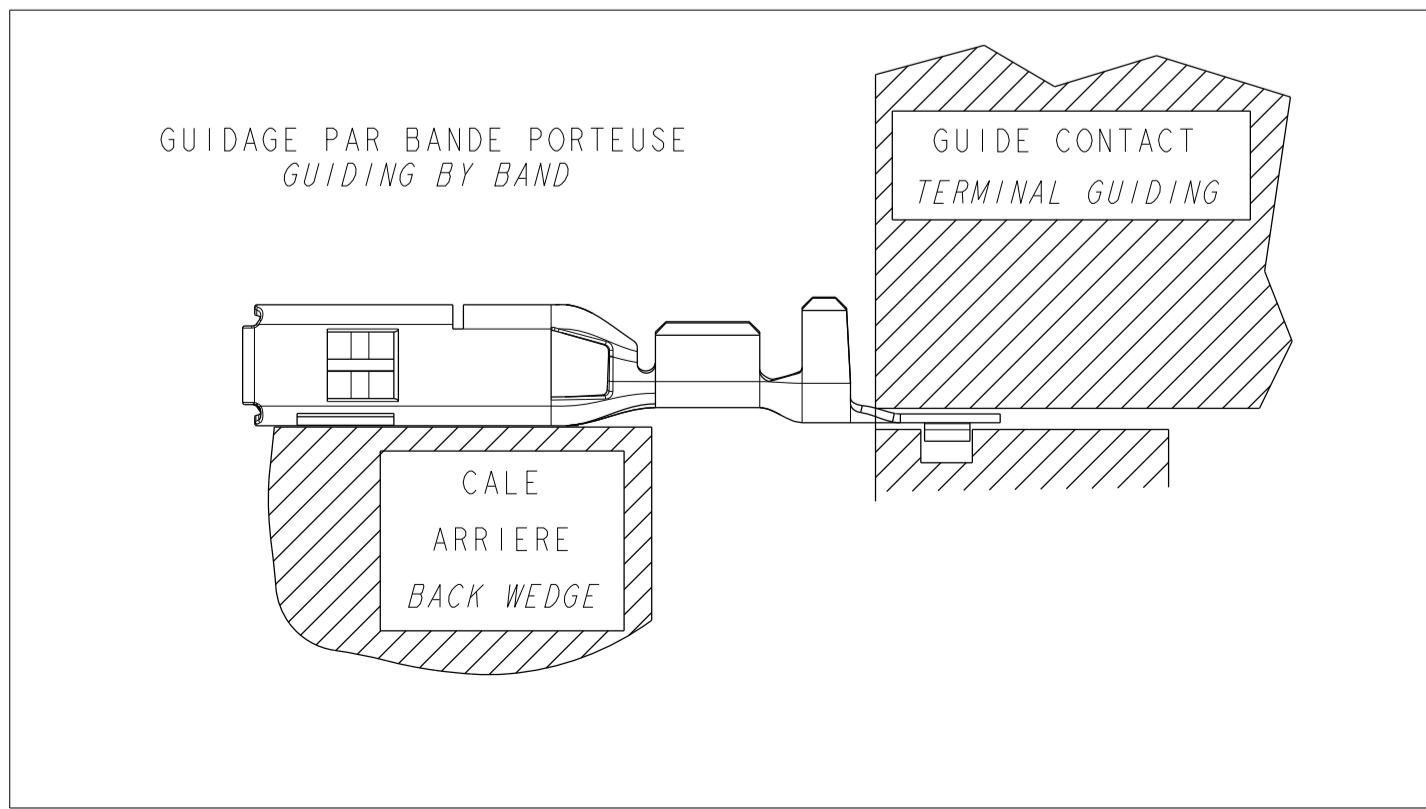 GUIDAGE PAR BANDE PORTEUSE
GUIDING BY BAND
GUIDE CONTACT
TERMINAL GUIDING
CALE
ARRIERE
BACK WEDGE